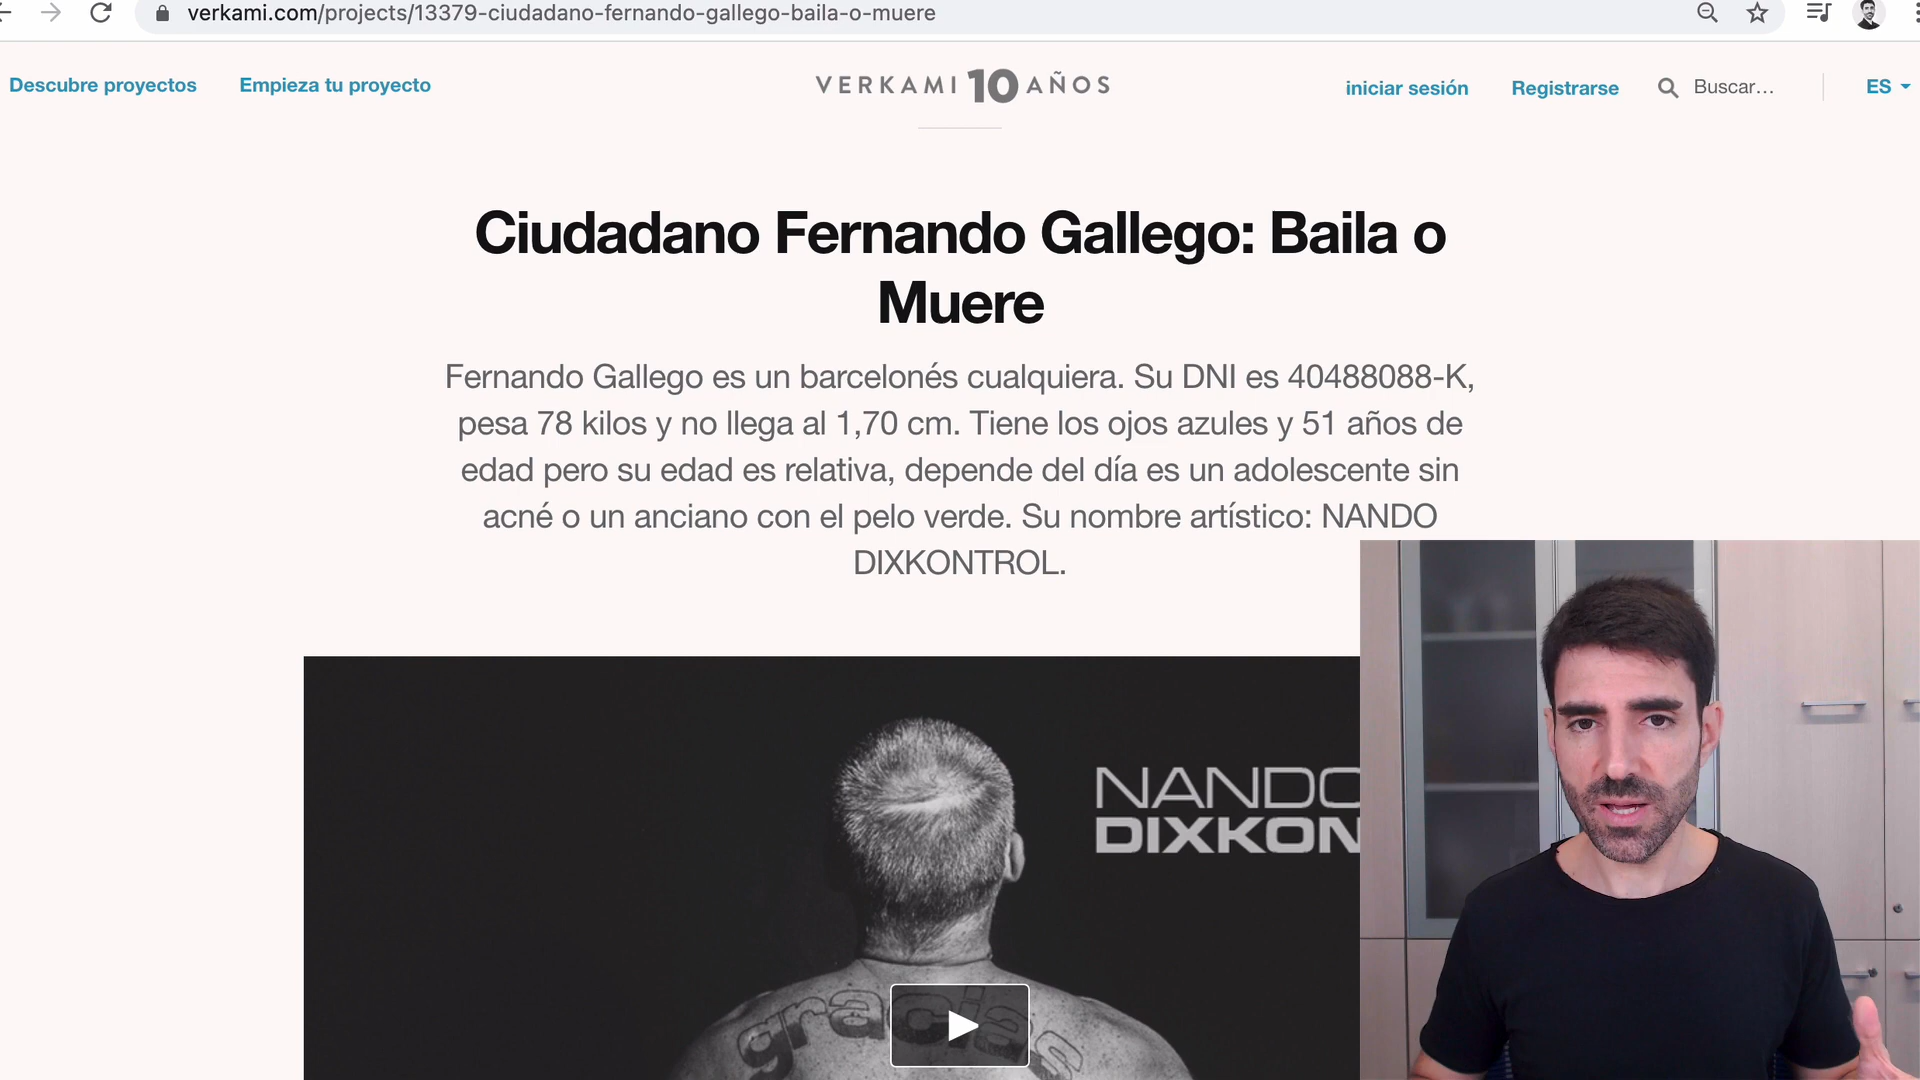 verkami.com/projects/13379-ciudadano-fernando-gallego-baila-o-muere
Descubre proyectos
Empieza tu proyecto
VERKAMI 10 AÑOS
iniciar sesión
Registrarse
Buscar...
ES
Ciudadano Fernando Gallego: Baila o
Muere
Fernando Gallego es un barcelonés cualquiera. Su DNI es 40488088-K,
pesa 78 kilos y no llega al 1,70 cm. Tiene los ojos azules y 51 años de
edad pero su edad es relativa, depende del día es un adolescente sin
acné o un anciano con el pelo verde. Su nombre artístico: NANDO
DIXKONTROL.
NANDO
DIXKON
gracias